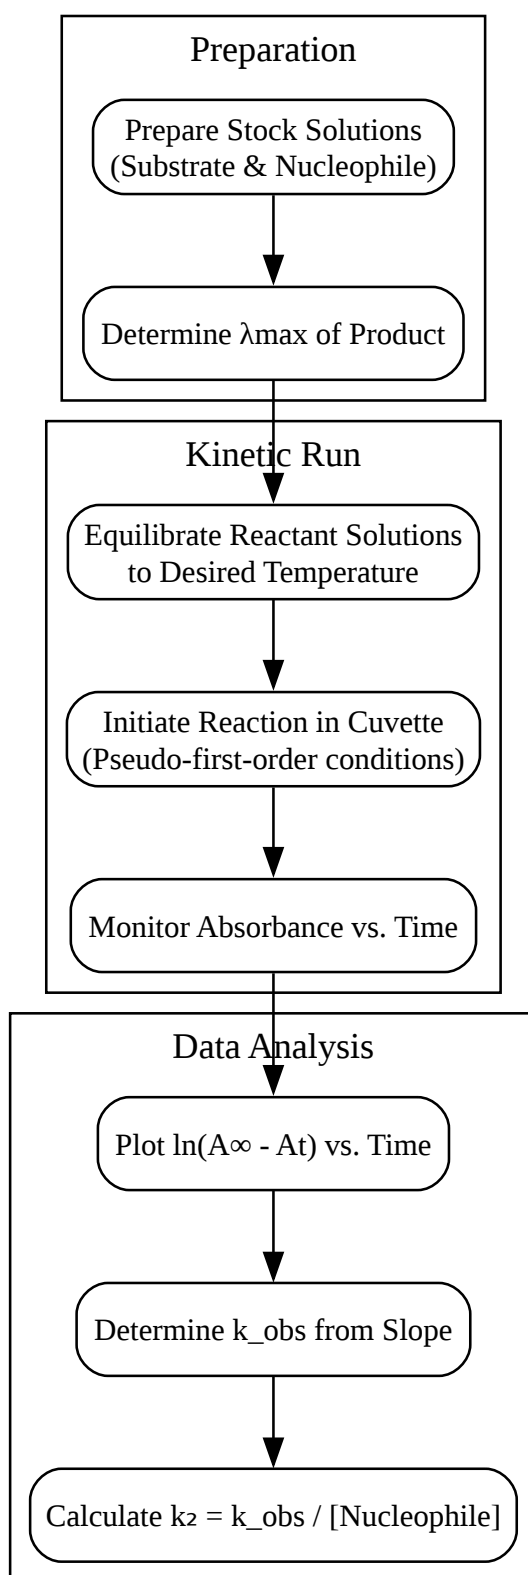 Preparation
Prepare Stock Solutions
(Substrate & Nucleophile)
Determine λmax of Product
Kinetic Run
Equilibrate Reactant Solutions
to Desired Temperature
Initiate Reaction in Cuvette
(Pseudo-first-order conditions)
Monitor Absorbance vs. Time
Data Analysis
Plot ln(A∞ - At) vs. Time
Determine k_obs from Slope
Calculate k₂ = k_obs / [Nucleophile]